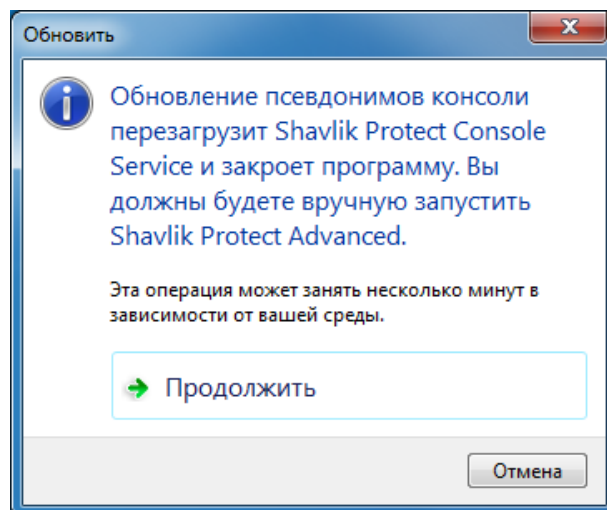 Обновить
Обновление псевдонимов консоли
перезагрузит Shavlik Protect Console
Service и закроет программу. Вы
должны будете вручную запустить
Shavlik Protect Advanced.
Эта операция может занять несколько минут в
зависимости от вашей среды.
Продолжить
Отмена